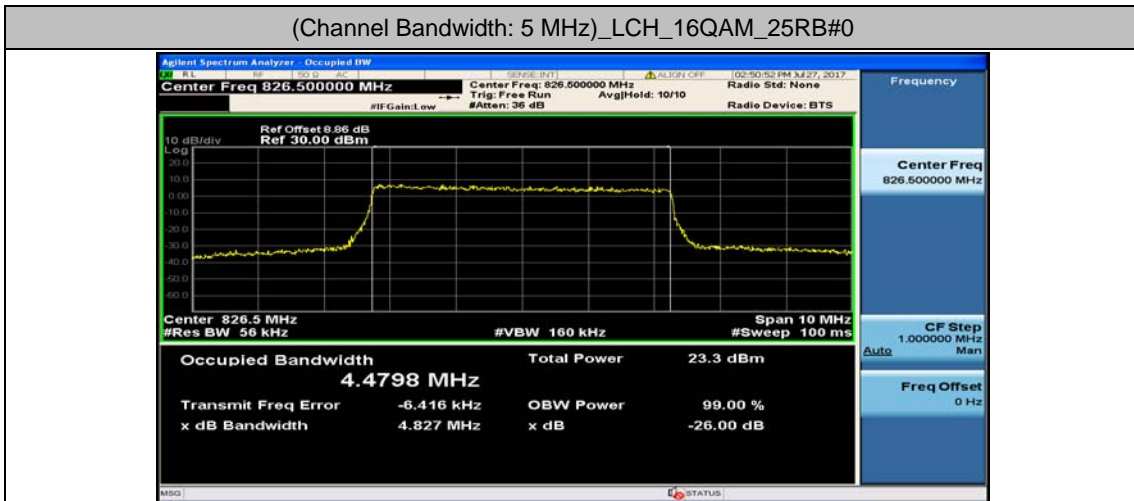 (Channel Bandwidth: 5 MHz)_LCH_16QAM_25RB#0
Agilent Spectrum Analyzer - Occupied BW
RL RF 50 Ω AC SENSE:INT ALIGN OFF 02:50:52 PM Jul 27, 2017
Center Freq 826.500000 MHz
Center Freq: 826.500000 MHz
Radio Std: None
Trig: Free Run Avg|Hold: 10/10
#IFGain:Low #Atten: 36 dB Radio Device: BTS
Ref Offset 8.86 dB
10 dB/div Ref 30.00 dBm
Log
20.0
10.0
0.00
-10.0
-20.0
-30.0
-40.0
-50.0
-60.0
Center 826.5 MHz Span 10 MHz
#Res BW 56 kHz #VBW 160 kHz #Sweep 100 ms
Occupied Bandwidth Total Power 23.3 dBm
4.4798 MHz
Transmit Freq Error -6.416 kHz OBW Power 99.00 %
x dB Bandwidth 4.827 MHz x dB -26.00 dB
MSG STATUS
Frequency
Center Freq
826.500000 MHz
CF Step
1.000000 MHz
Auto Man
Freq Offset
0 Hz